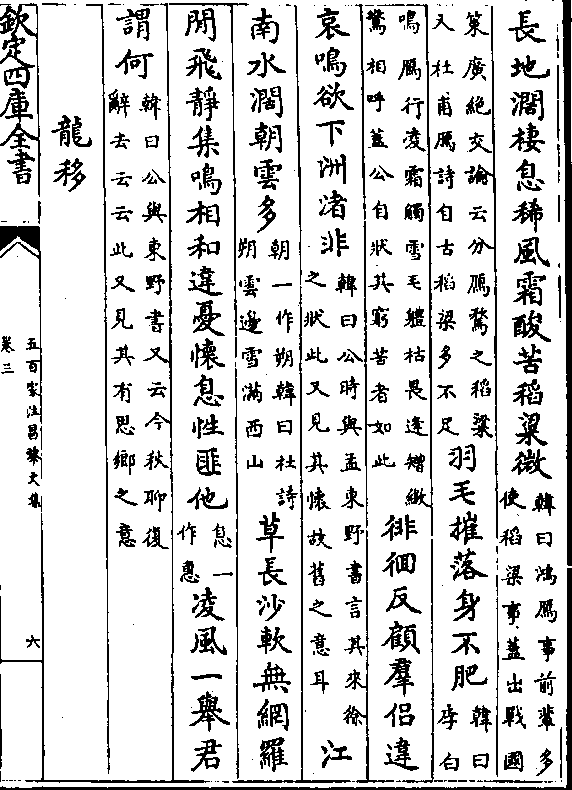 長地濶棲息稀風霜酸苦稻粱微韓曰鴻鴈事前輩多使稻粱事蓋出戰國
策廣絶交論云分鴈鶩之稻粱又杜甫鴈詩自古稻粱多不足羽毛摧落身不肥韓曰李白
鳴鴈行凌霜觸雪毛體枯畏逢矰繳驚相呼蓋公自狀其窮苦者如此徘徊反顧羣侶違
哀鳴欲下洲渚非韓曰公時與孟東野書言其來徐之狀此又見其懷故舊之意耳江
南水濶朝雲多朝一作朔韓曰杜詩朔雲邊雪滿西山草長沙軟無網羅
閒飛靜集鳴相和違憂懷息性匪他息一作惠凌風一舉君
謂何韓曰公與東野書又云今秋聊復辭去云云此又見其有思鄉之意
龍移
欽定四庫全書
五百家注昌黎文集
卷三
六